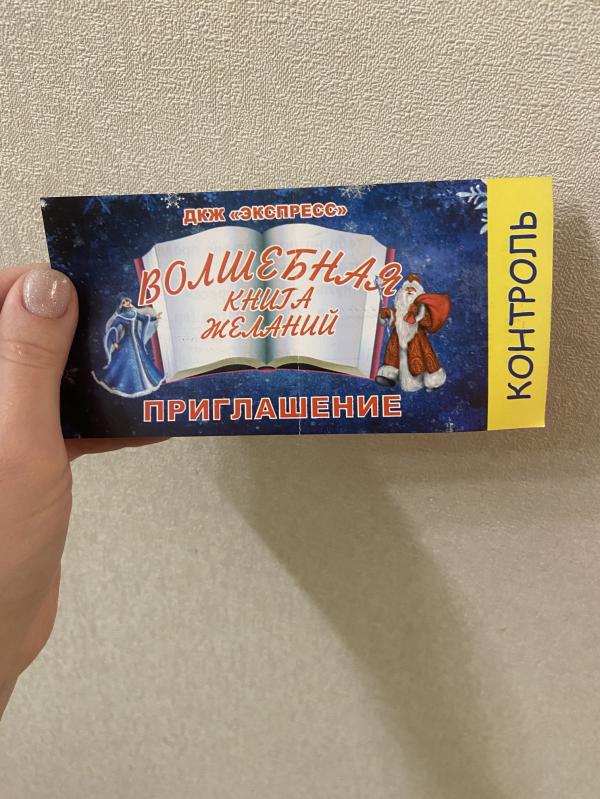 ДКЖ «ЭКСПРЕСС»
ВОЛШЕБНАЯ
КНИГА
ЖЕЛАНИЙ
ПРИГЛАШЕНИЕ
КОНТРОЛЬ